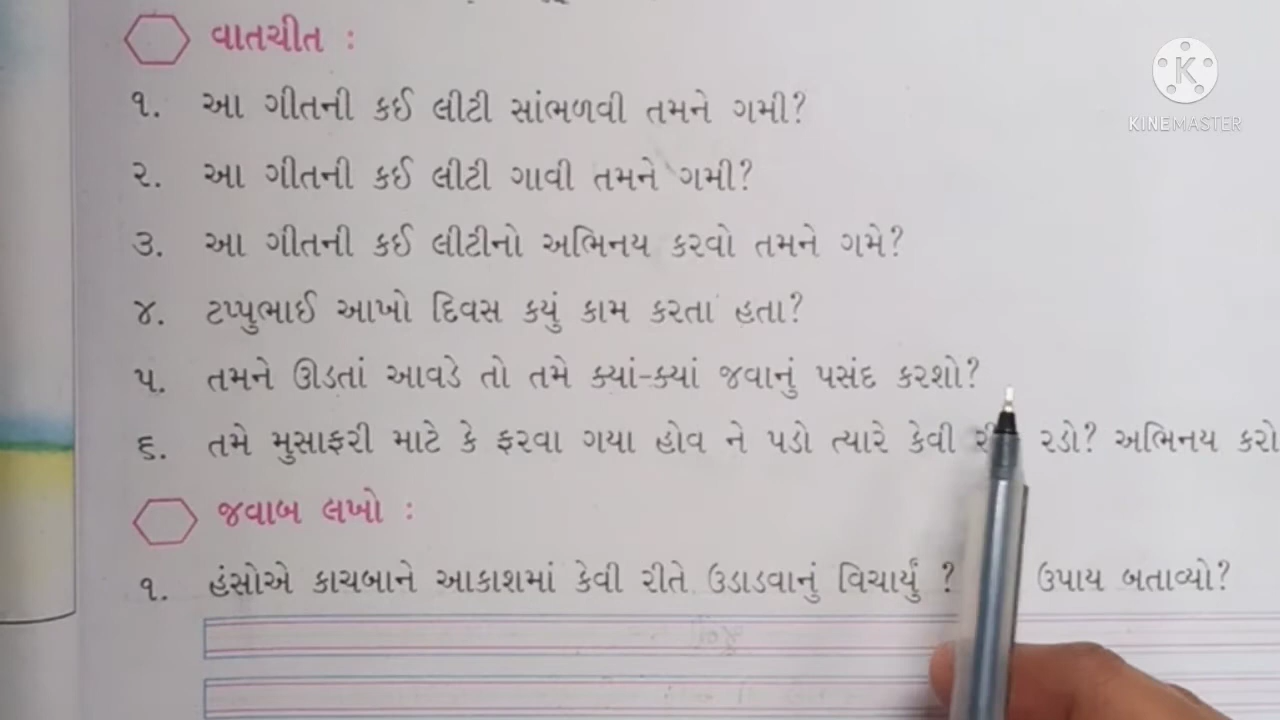 વાતચીત :
KINEMASTER
૧. આ ગીતની કઈ લીટી સાંભળવી તમને ગમી?
૨. આ ગીતની કઈ લીટી ગાવી તમને ગમી?
૩. આ ગીતની કઈ લીટીનો અભિનય કરવો તમને ગમે?
૪. ટપ્પુભાઈ આખો દિવસ કયું કામ કરતા હતા?
૫. તમને ઊડતાં આવડે તો તમે ક્યાં-ક્યાં જવાનું પસંદ કરશો?
૬. તમે મુસાફરી માટે કે ફરવા ગયા હોવ ને પડો ત્યારે કેવી રડો? અભિનય કરો
જવાબ લખો :
૧. હંસોએ કાચબાને આકાશમાં કેવી રીતે ઉડાડવાનું વિચાર્યું ? ઉપાય બતાવ્યો?